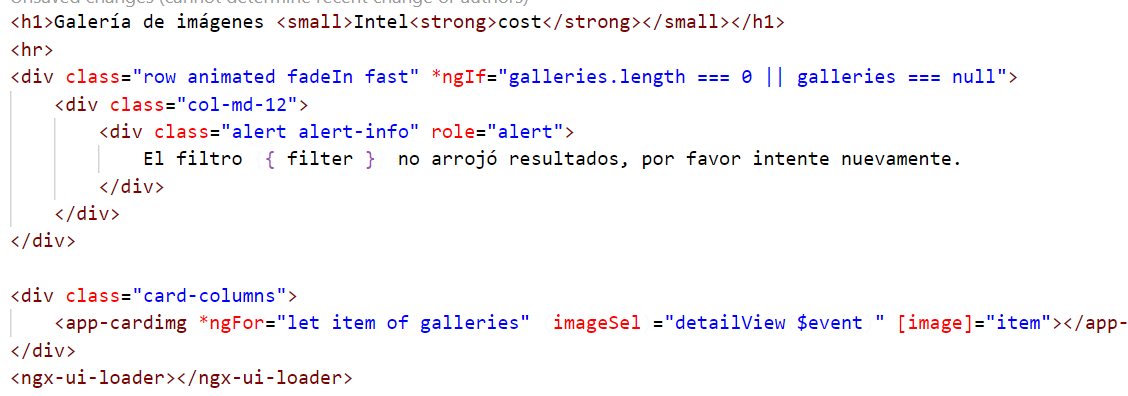 Unsaved changes (cannot determine recent change or authors)
<h1>Galería de imágenes <small>Intel<strong>cost</strong></small></h1>
<hr>
<div class="row animated fadeIn fast" *ngIf="galleries.length === 0 || galleries === null">
    <div class="col-md-12">
        <div class="alert alert-info" role="alert">
            El filtro  { filter }  no arrojó resultados, por favor intente nuevamente.
        </div>
    </div>
</div>
<div class="card-columns">
    <app-cardimg *ngFor="let item of galleries"  imageSel ="detailView $event " [image]="item"></app-
</div>
<ngx-ui-loader></ngx-ui-loader>